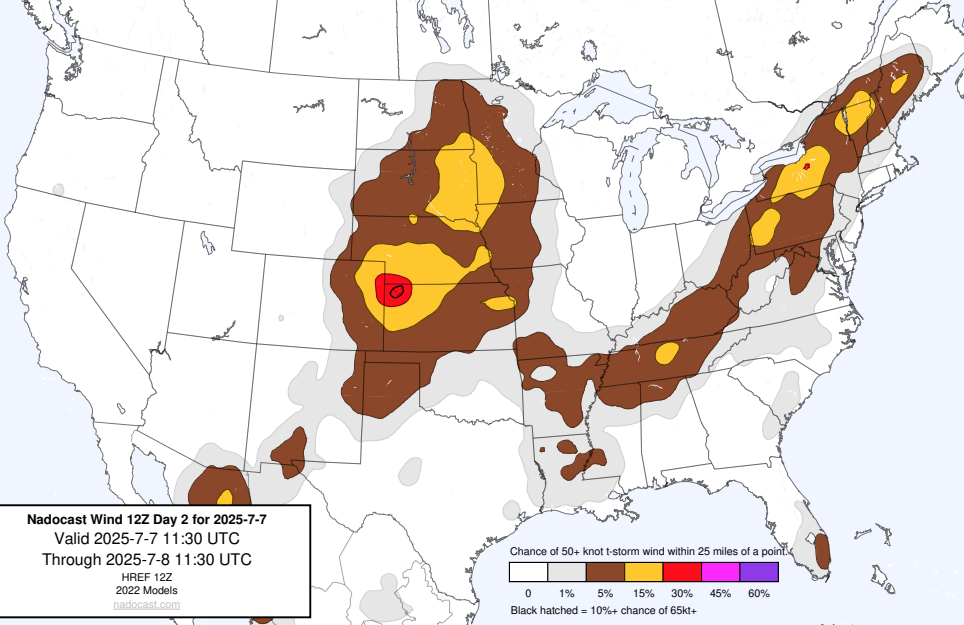 Nadocast Wind 12Z Day 2 for 2025-7-7
Valid 2025-7-7 11:30 UTC
Through 2025-7-8 11:30 UTC
HREF 12Z
2022 Models
nadocast.com
Chance of 50+ knot t-storm wind within 25 miles of a point.
0 1% 5% 15% 30% 45% 60%
Black hatched = 10%+ chance of 65kt+